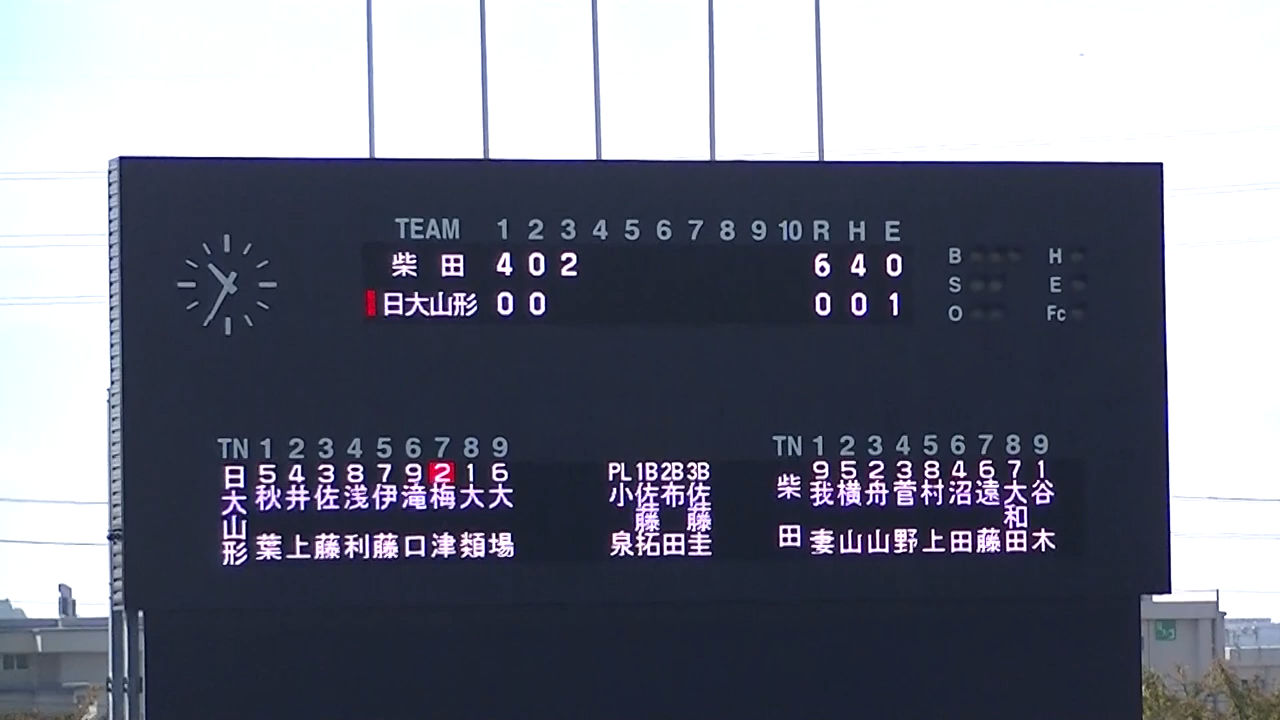 TEAM 1 2 3 4 5 6 7 8 9 10 R H E
柴田 4 0 2 6 4 0
日大山形 0 0 0 0 1
B H
S E
O Fc
TN 1 2 3 4 5 6 7 8 9
日大山形
5 4 3 8 7 9 2 1 6
秋葉 井上 佐藤 浅利 伊藤 滝口 梅津 大類 大場
PL 1B 2B 3B
小泉 佐藤拓 布田 佐藤圭
TN 1 2 3 4 5 6 7 8 9
柴田
9 5 2 3 8 4 6 7 1
我妻 横山 舟山 菅野 村上 沼田 遠藤 大和田 谷木